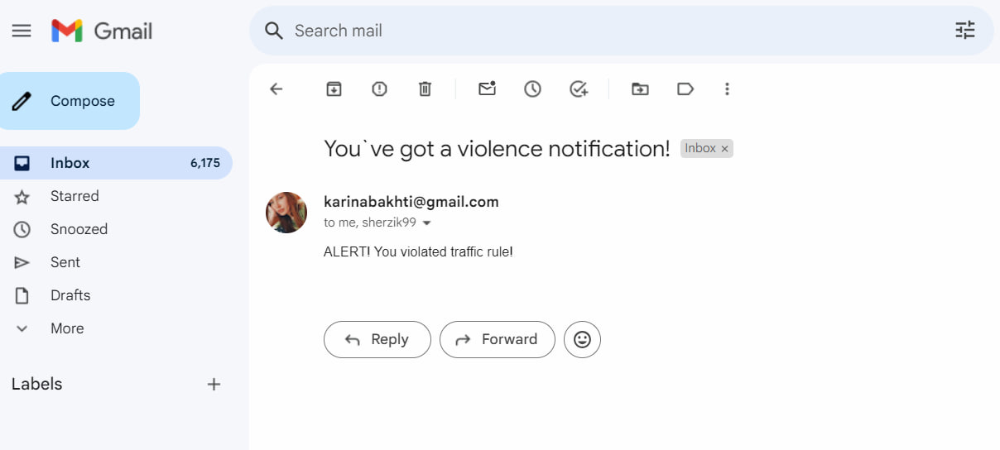 Gmail
Search mail
Compose
You`ve got a violence notification! Inbox ×
Inbox 6,175
karinabakhti@gmail.com
Starred
to me, sherzik99
Snoozed
ALERT! You violated traffic rule!
Sent
Drafts
More
Reply Forward
Labels